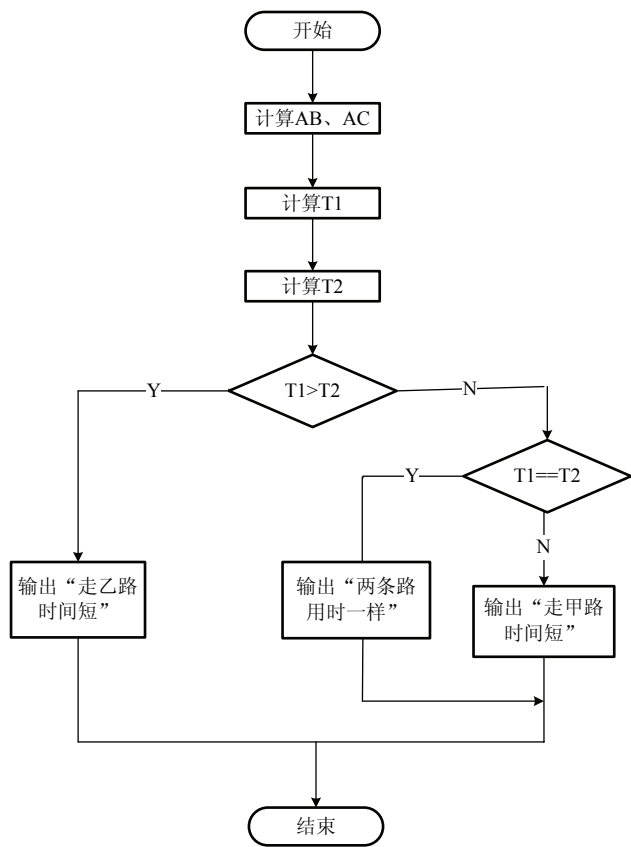 开始
计算AB、AC
计算T1
计算T2
T1>T2
Y
N
T1==T2
Y
N
输出“走乙路
时间短”
输出“两条路
用时一样”
输出“走甲路
时间短”
结束